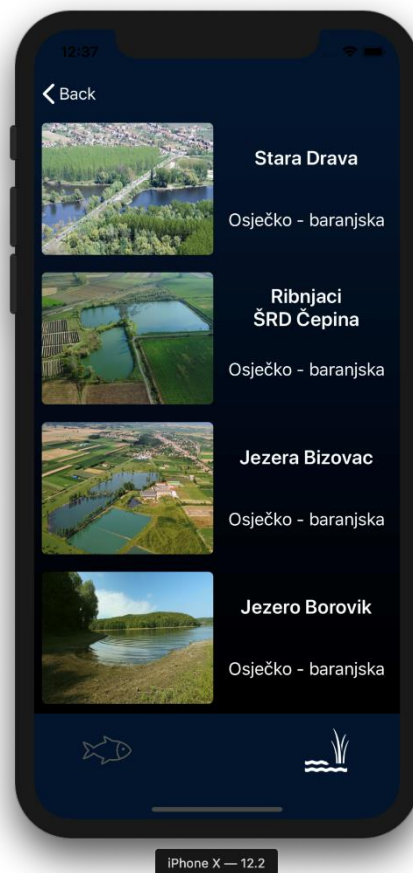 12:37
Back
Stara Drava
Osječko - baranjska
Ribnjaci
ŠRD Čepina
Osječko - baranjska
Jezera Bizovac
Osječko - baranjska
Jezero Borovik
Osječko - baranjska
iPhone X — 12.2